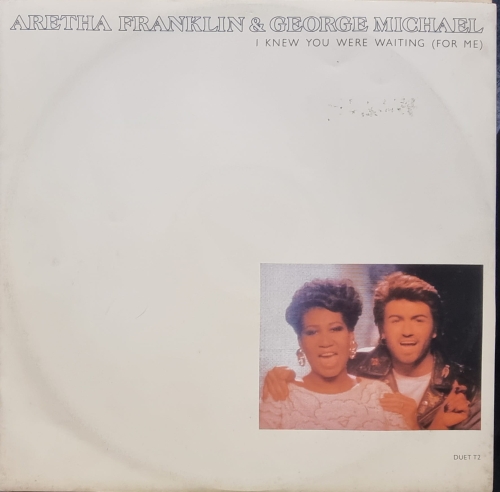 ARETHA FRANKLIN & GEORGE MICHAEL
I KNEW YOU WERE WAITING (FOR ME)
DUET T2